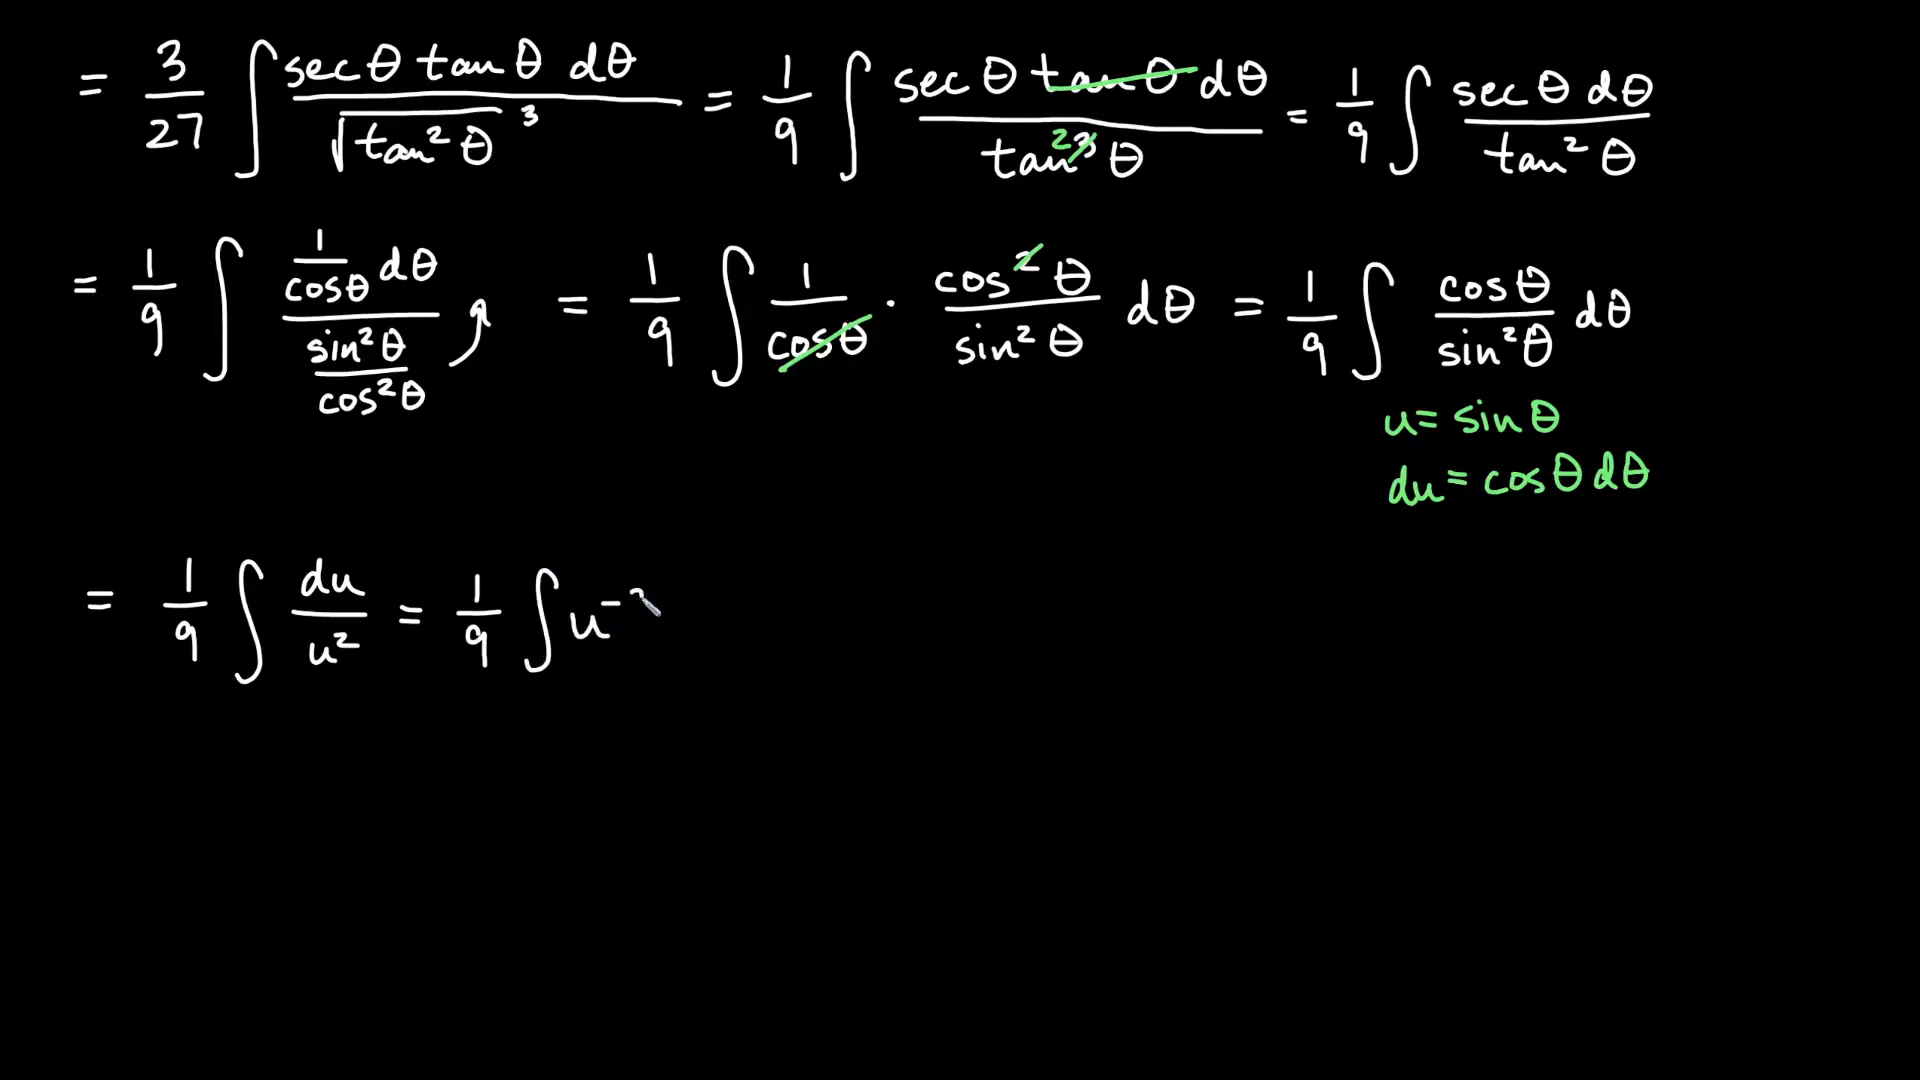 = 3/27 ∫ secθ tanθ dθ / √tan²θ ³ = 1/9 ∫ secθ tanθ dθ / tan²³θ = 1/9 ∫ secθ dθ / tan²θ
= 1/9 ∫ 1/cosθ dθ / sin²θ/cos²θ = 1/9 ∫ 1/cosθ · cos²θ/sin²θ dθ = 1/9 ∫ cosθ/sin²θ dθ
u = sinθ
du = cosθ dθ
= 1/9 ∫ du/u² = 1/9 ∫ u⁻